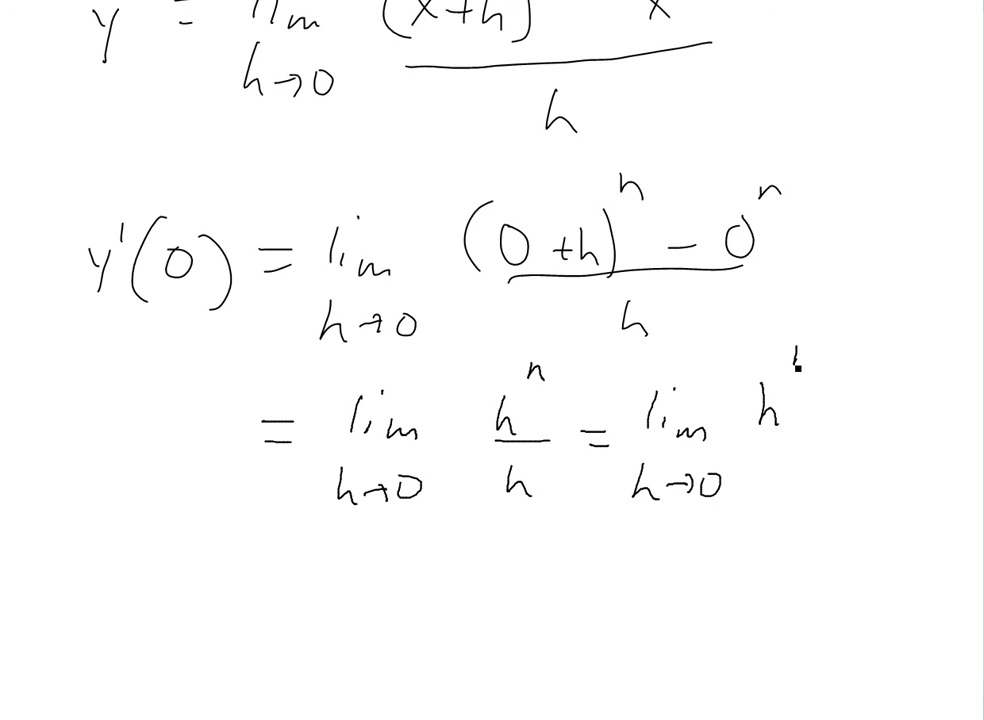 y = lim (x+h) x
h→0 h
y'(0) = lim (0+h)^n - 0^n
h→0 h
= lim h^n = lim h
h→0 h h→0